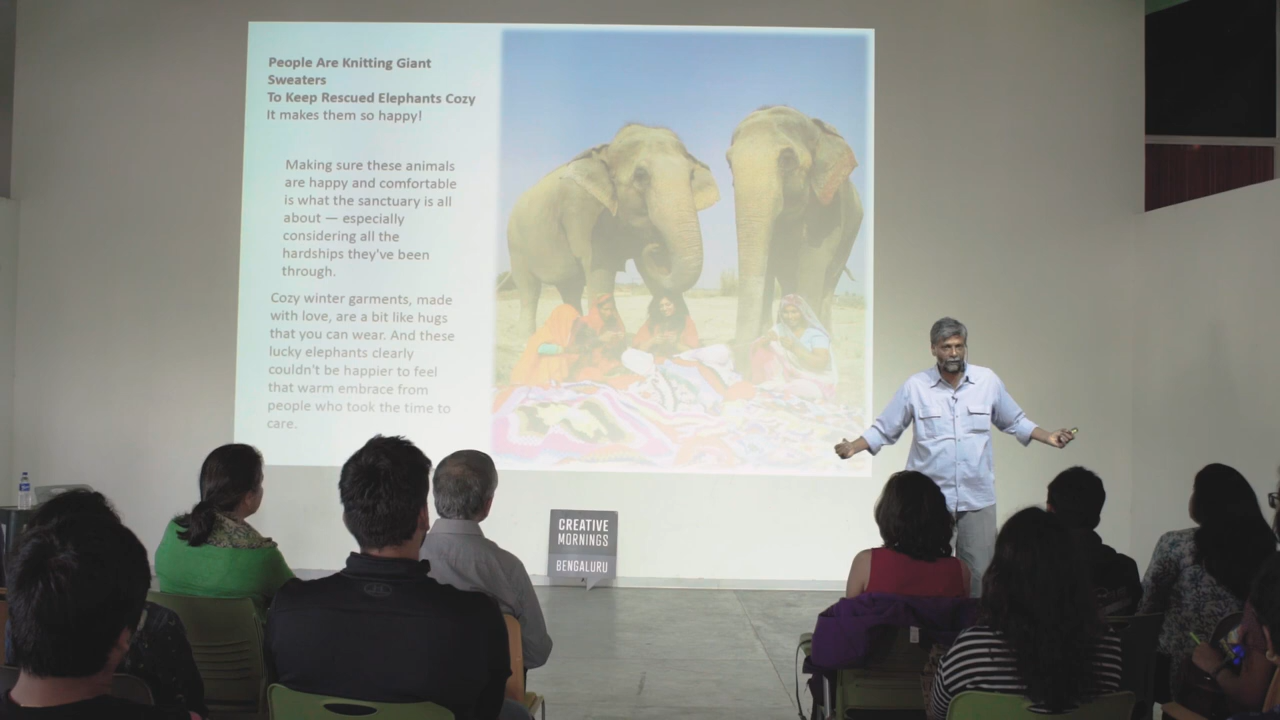 People Are Knitting Giant
Sweaters
To Keep Rescued Elephants Cozy
It makes them so happy!
Making sure these animals
are happy and comfortable
is what the sanctuary is all
about — especially
considering all the
hardships they've been
through.
Cozy winter garments, made
with love, are a bit like hugs
that you can wear. And these
lucky elephants clearly
couldn't be happier to feel
that warm embrace from
people who took the time to
care.
CREATIVE
MORNINGS
BENGALURU